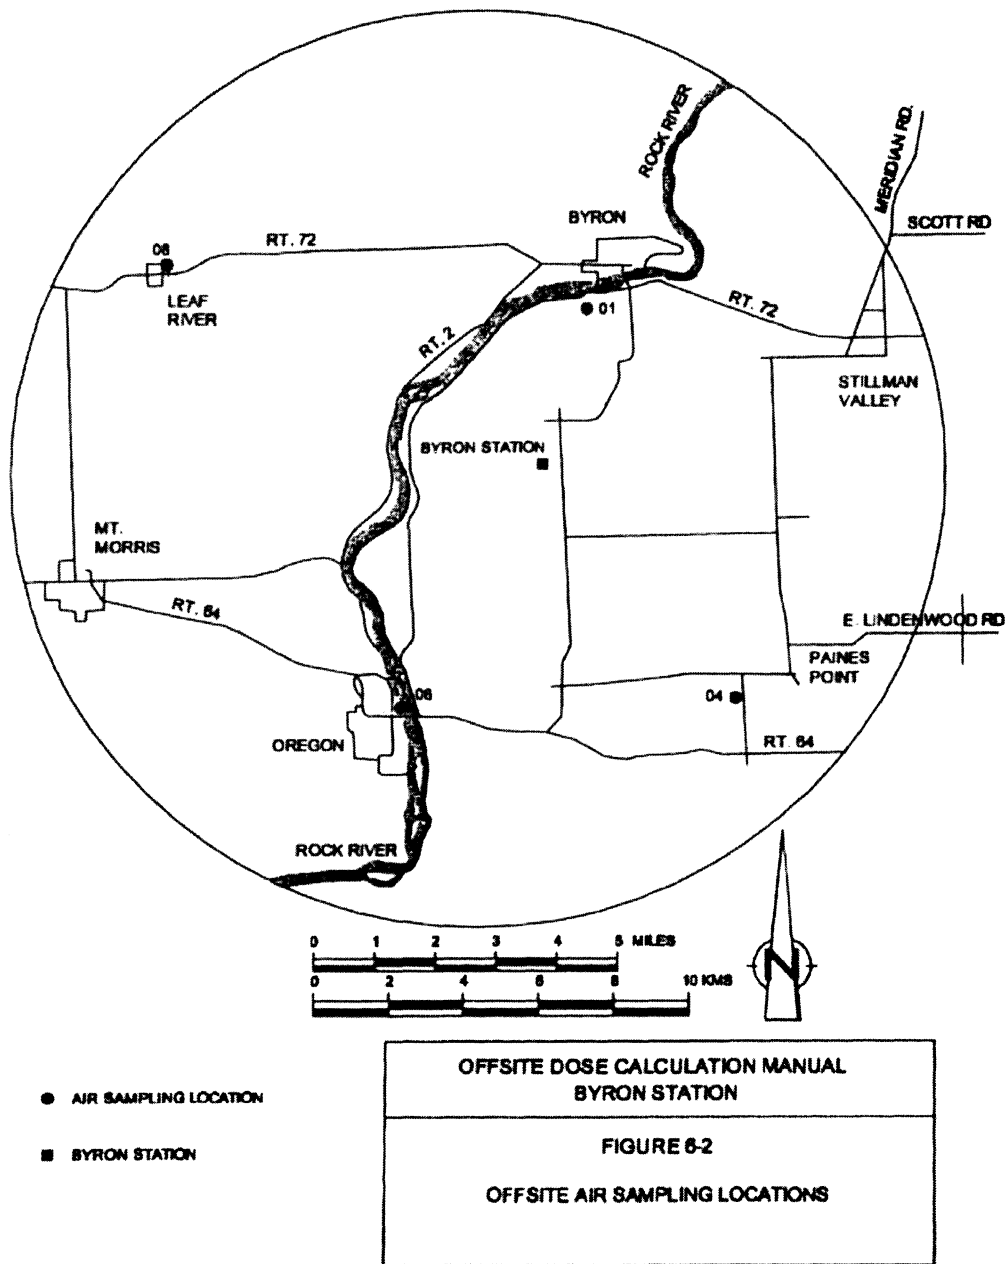 ROCK RIVER
MERIDIAN RD.
SCOTT RD
BYRON
RT. 72
08
LEAF
RIVER
01
RT. 72
RT. 2
STILLMAN
VALLEY
BYRON STATION
MT.
MORRIS
RT. 64
E. LINDENWOOD RD
PAINES
POINT
06
04
OREGON
RT. 64
ROCK RIVER
0 1 2 3 4 5 MILES
0 2 4 6 8 10 KMS
N
AIR SAMPLING LOCATION
BYRON STATION
OFFSITE DOSE CALCULATION MANUAL
BYRON STATION
FIGURE 6-2
OFFSITE AIR SAMPLING LOCATIONS